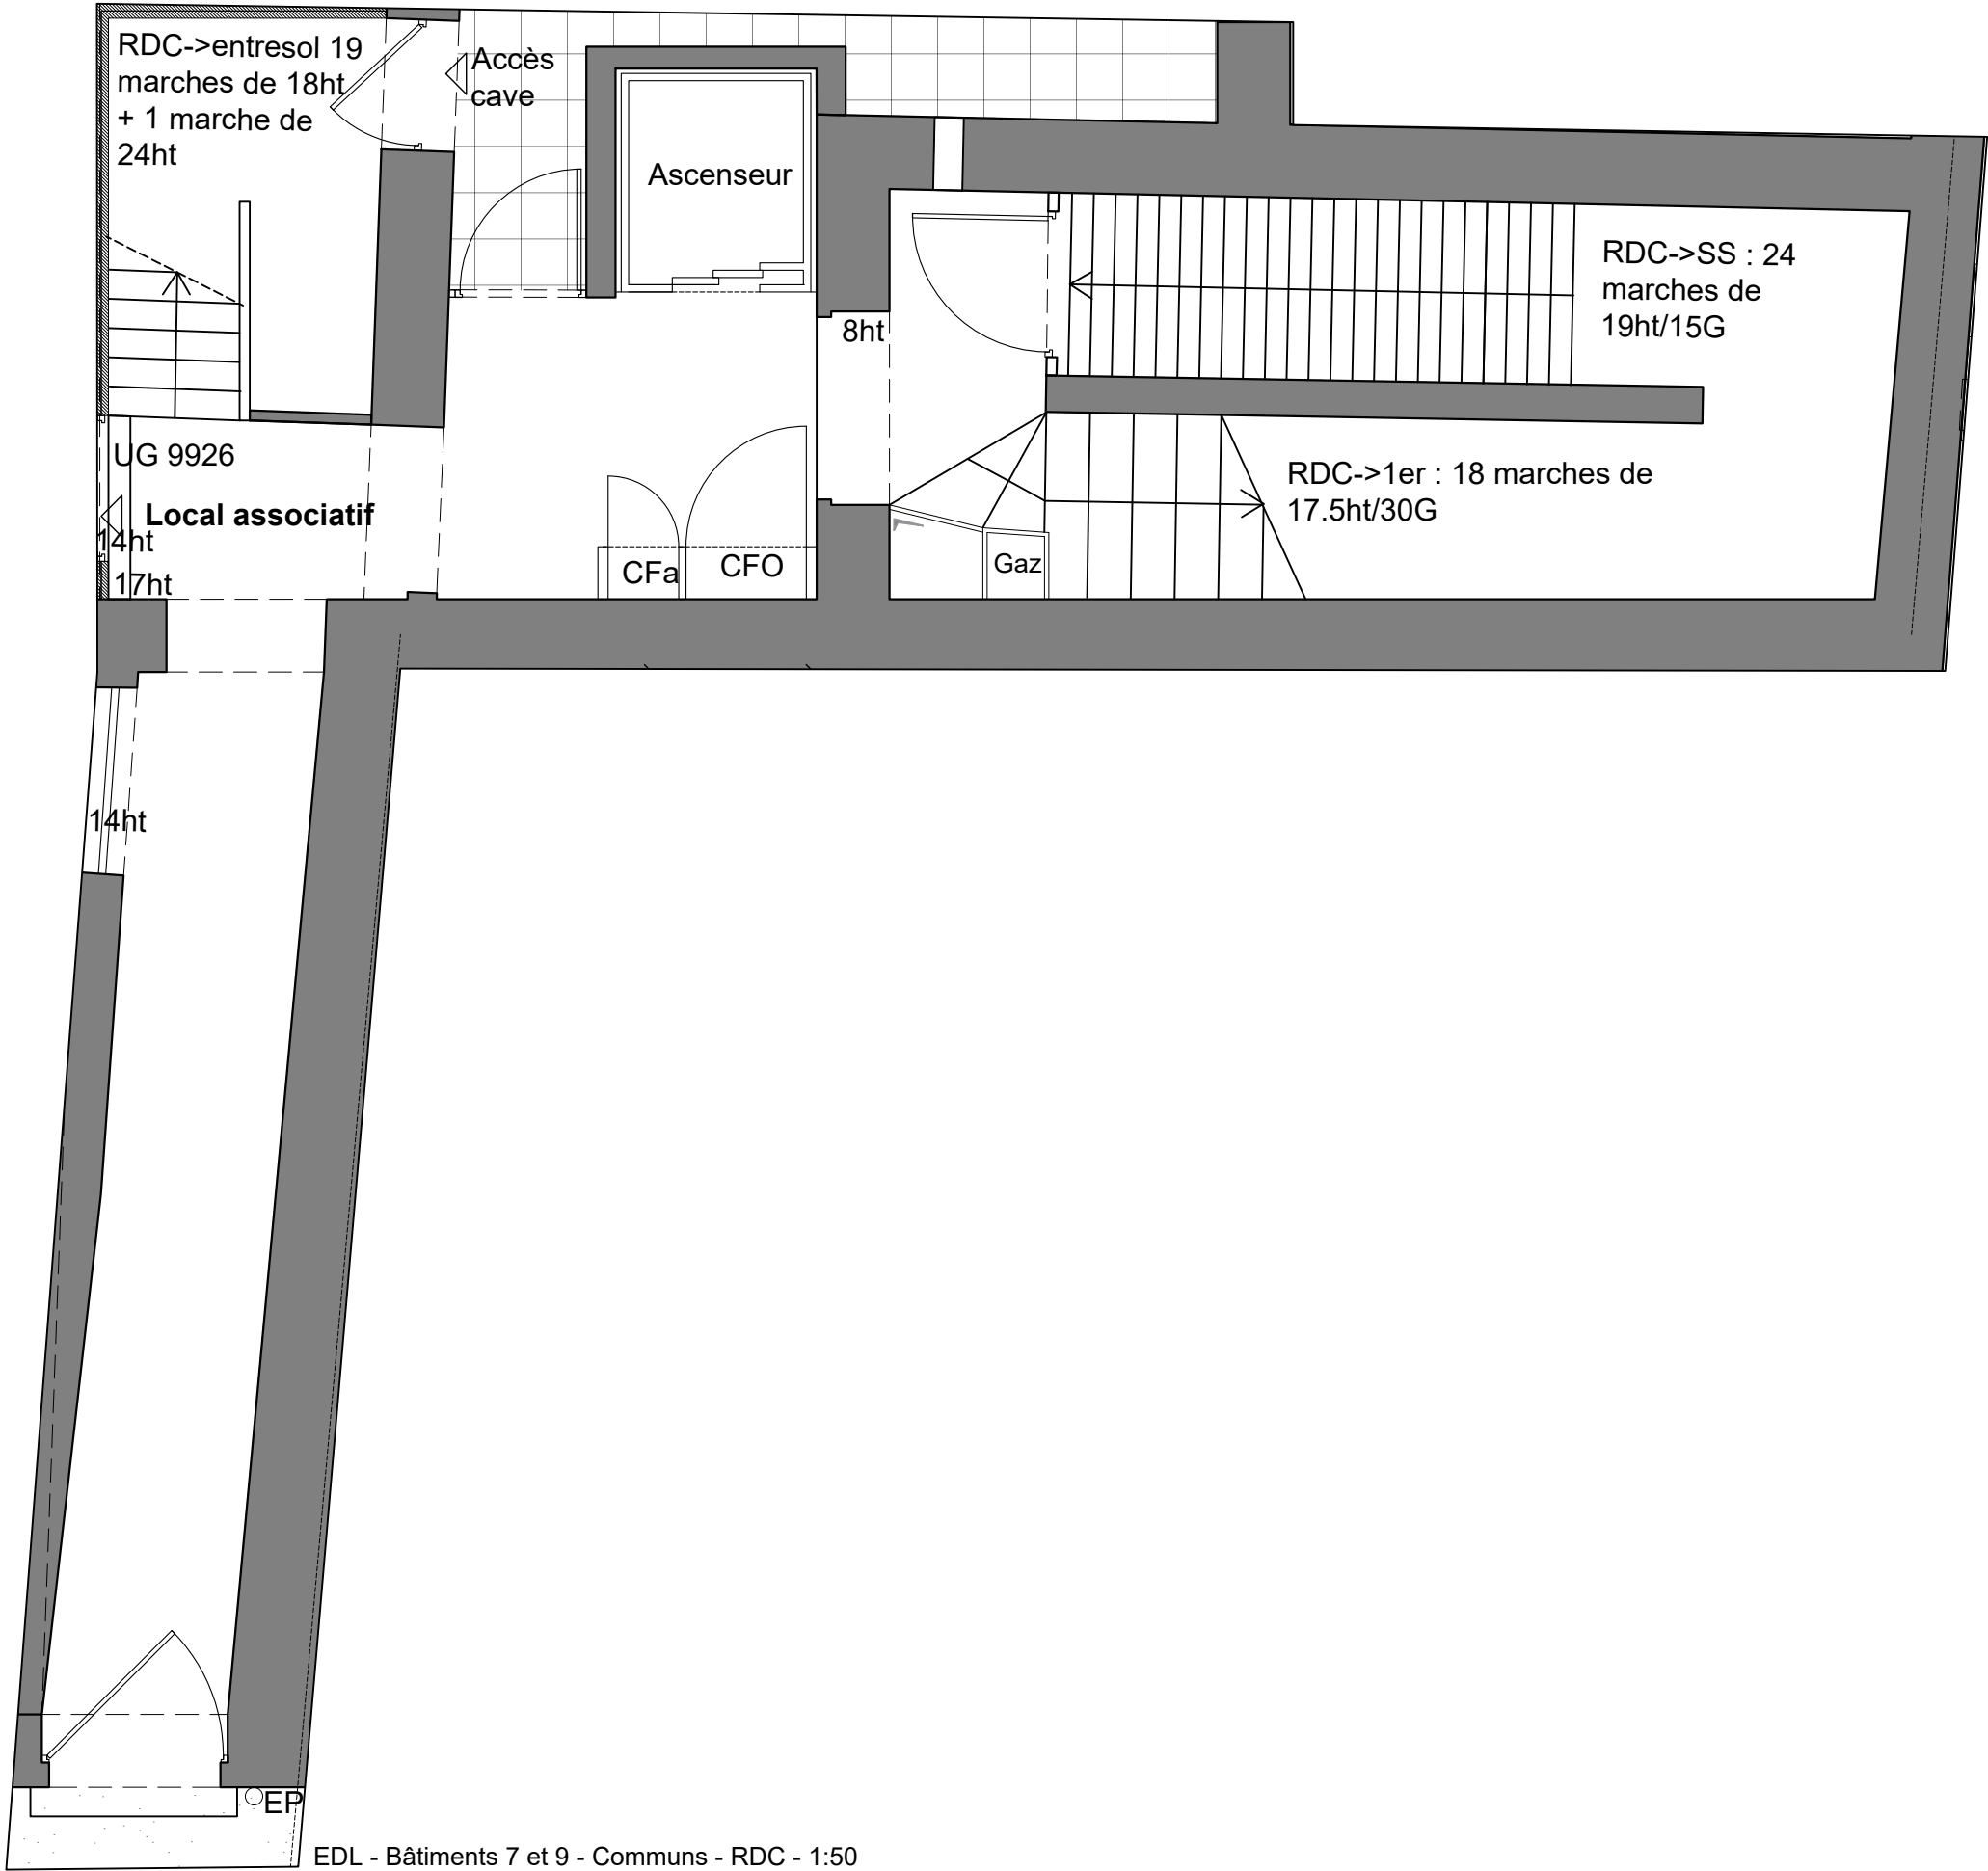 RDC->entresol 19
marches de 18ht
+ 1 marche de
24ht
Accès
cave
Ascenseur
8ht
RDC->SS : 24
marches de
19ht/15G
RDC->1er : 18 marches de
17.5ht/30G
UG 9926
Local associatif
14ht
17ht
CFa
CFO
Gaz
14ht
EP
EDL - Bâtiments 7 et 9 - Communs - RDC - 1:50